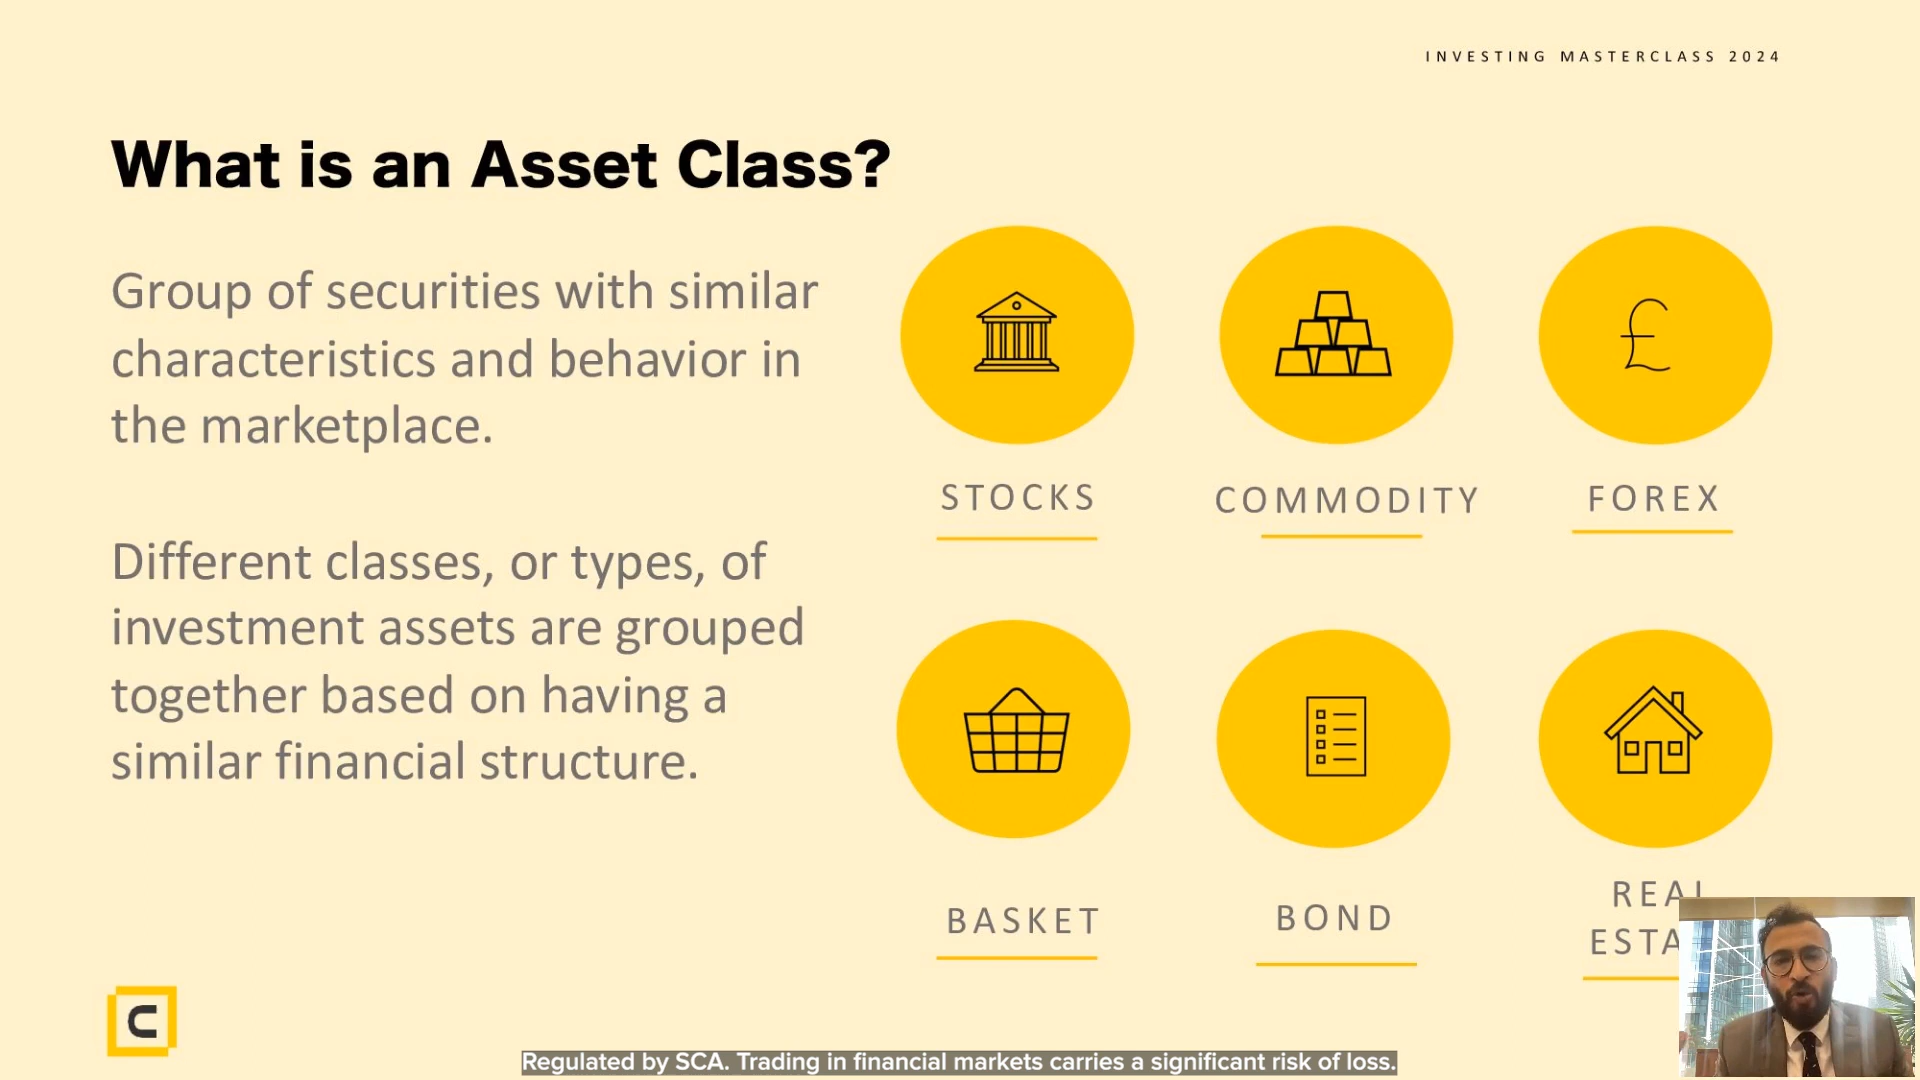 INVESTING MASTERCLASS 2024
What is an Asset Class?
Group of securities with similar
characteristics and behavior in
the marketplace.
Different classes, or types, of
investment assets are grouped
together based on having a
similar financial structure.
STOCKS
COMMODITY
FOREX
BASKET
BOND
REAL
C
Regulated by SCA. Trading in financial markets carries a significant risk of loss.